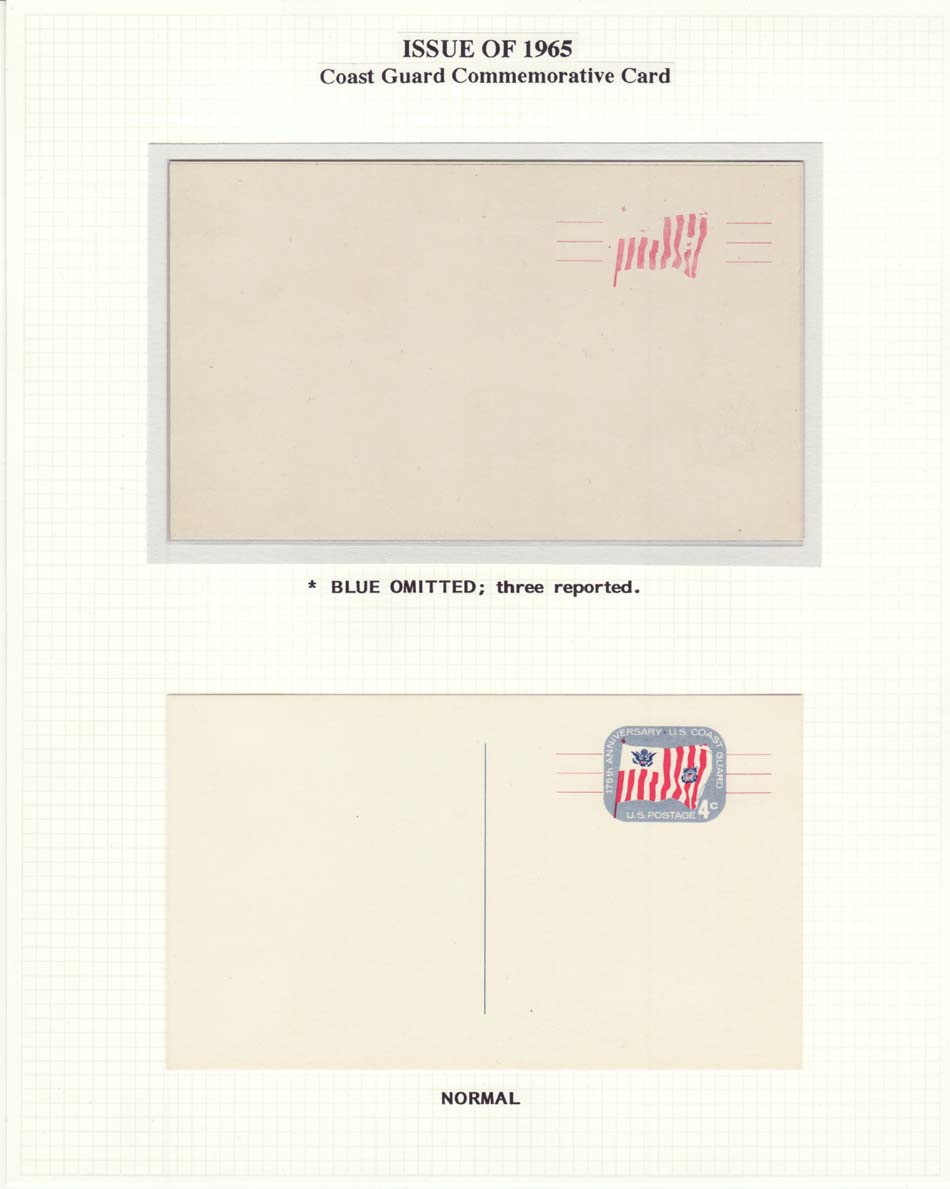 ISSUE OF 1965
Coast Guard Commemorative Card
* BLUE OMITTED; three reported.
175th ANNIVERSARY · U.S. COAST GUARD
U.S. POSTAGE 4c
NORMAL